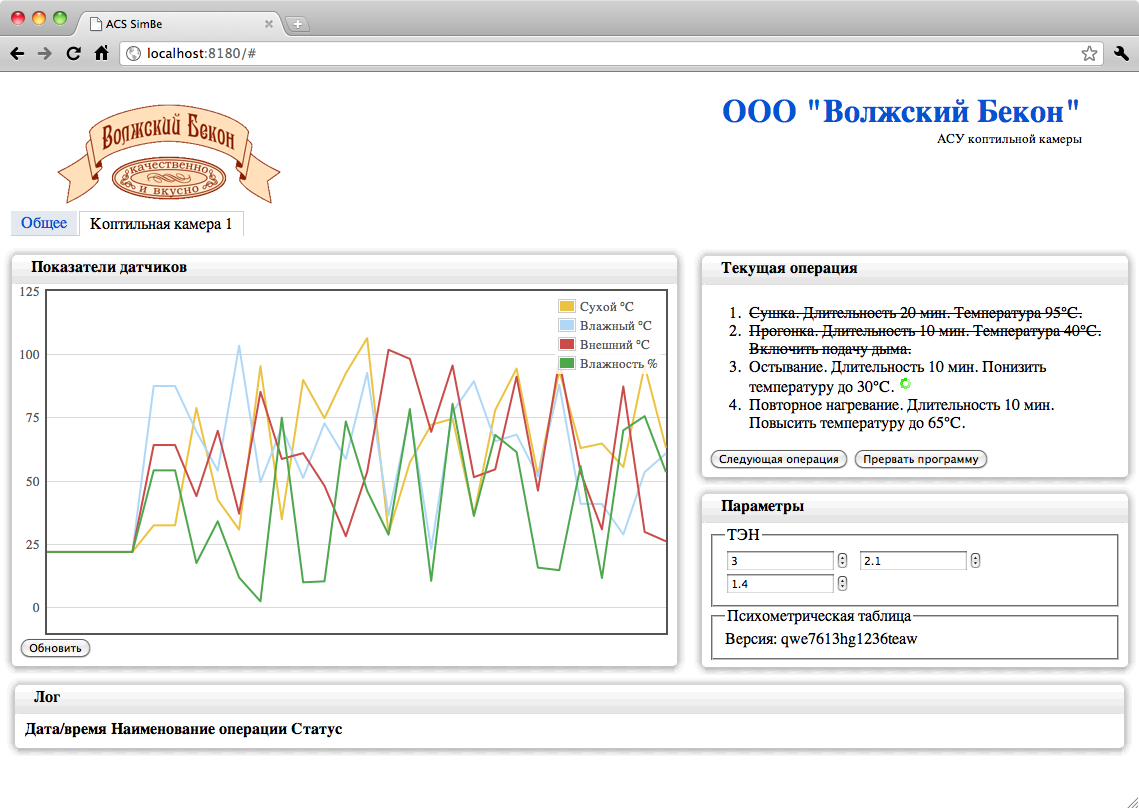 ACS SimBe
localhost:8180/#
Волжский Бекон
качественно
и вкусно
ООО "Волжский Бекон"
АСУ коптильной камеры
Общее
Коптильная камера 1
Показатели датчиков
125
100
75
50
25
0
Сухой °C
Влажный °C
Внешний °C
Влажность %
Обновить
Текущая операция
1. Сушка. Длительность 20 мин. Температура 95°C.
2. Прогонка. Длительность 10 мин. Температура 40°C.
Включить подачу дыма.
3. Остывание. Длительность 10 мин. Понизить
температуру до 30°C.
4. Повторное нагревание. Длительность 10 мин.
Повысить температуру до 65°C.
Следующая операция
Прервать программу
Параметры
ТЭН
3
2.1
1.4
Психометрическая таблица
Версия: qwe7613hg1236teaw
Лог
Дата/время Наименование операции Статус